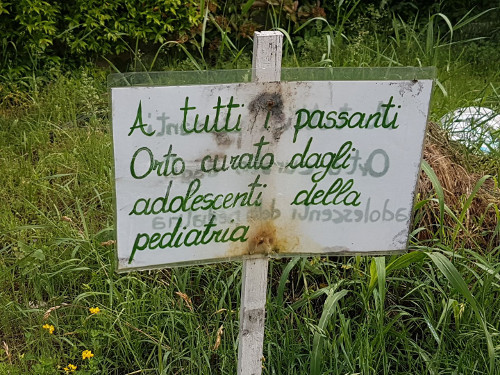 A tutti i passanti
Orto curato dagli
adolescenti della
pediatria